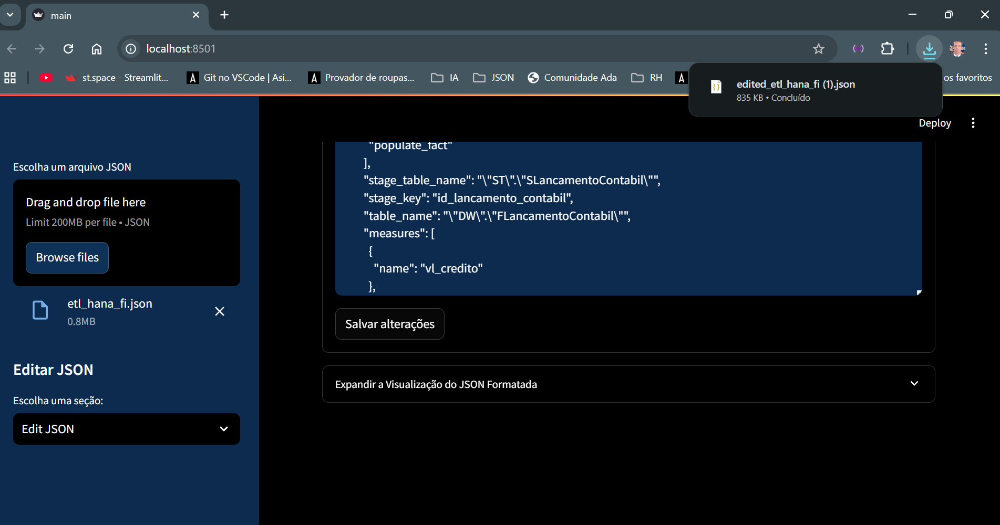 main
localhost:8501
st.space - Streamlit...
Git no VSCode | Asi...
Provador de roupas...
IA
JSON
Comunidade Ada
RH
os favoritos
edited_etl_hana_fi (1).json
835 KB • Concluído
Deploy
Escolha um arquivo JSON
Drag and drop file here
Limit 200MB per file • JSON
Browse files
etl_hana_fi.json
0.8MB
Editar JSON
Escolha uma seção:
Edit JSON
"populate_fact"
],
"stage_table_name": "\"ST\".\"SLancamentoContabil\"",
"stage_key": "id_lancamento_contabil",
"table_name": "\"DW\".\"FLancamentoContabil\"",
"measures": [
{
"name": "vl_credito"
},
Salvar alterações
Expandir a Visualização do JSON Formatada